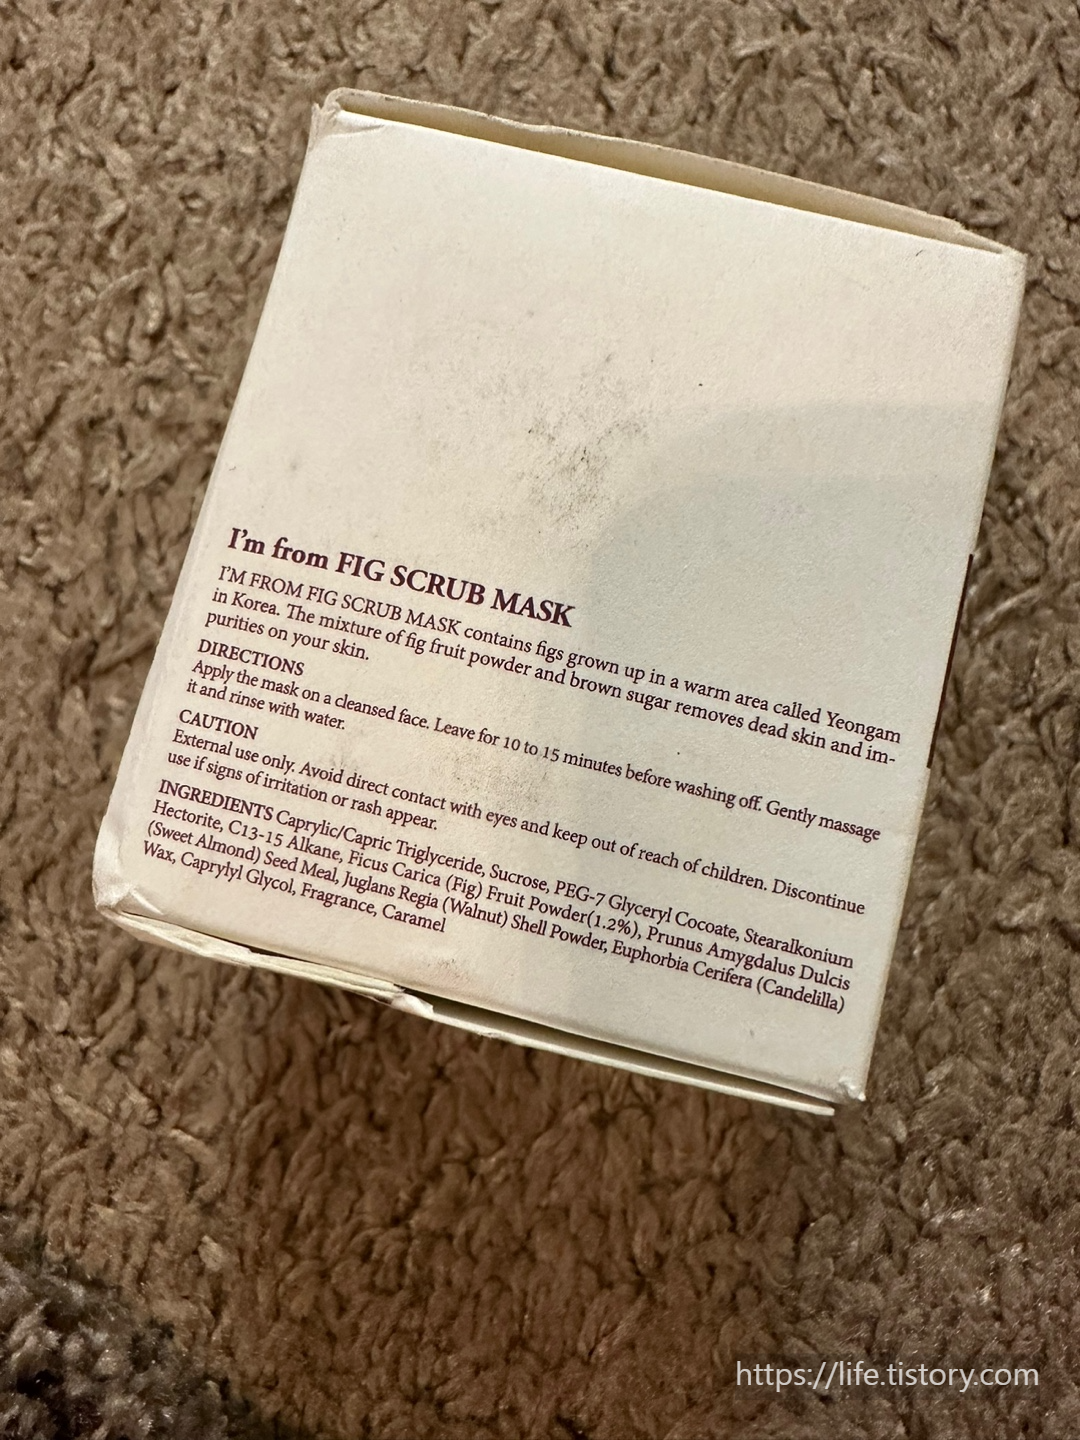 I'm from FIG SCRUB MASK
I'M FROM FIG SCRUB MASK contains figs grown up in a warm area called Yeongam
in Korea. The mixture of fig fruit powder and brown sugar removes dead skin and im-
purities on your skin.
DIRECTIONS
Apply the mask on a cleansed face. Leave for 10 to 15 minutes before washing off. Gently massage
it and rinse with water.
CAUTION
External use only. Avoid direct contact with eyes and keep out of reach of children. Discontinue
use if signs of irritation or rash appear.
INGREDIENTS Caprylic/Capric Triglyceride, Sucrose, PEG-7 Glyceryl Cocoate, Stearalkonium
Hectorite, C13-15 Alkane, Ficus Carica (Fig) Fruit Powder(1.2%), Prunus Amygdalus Dulcis
(Sweet Almond) Seed Meal, Juglans Regia (Walnut) Shell Powder, Euphorbia Cerifera (Candelilla)
Wax, Caprylyl Glycol, Fragrance, Caramel
https://life.tistory.com